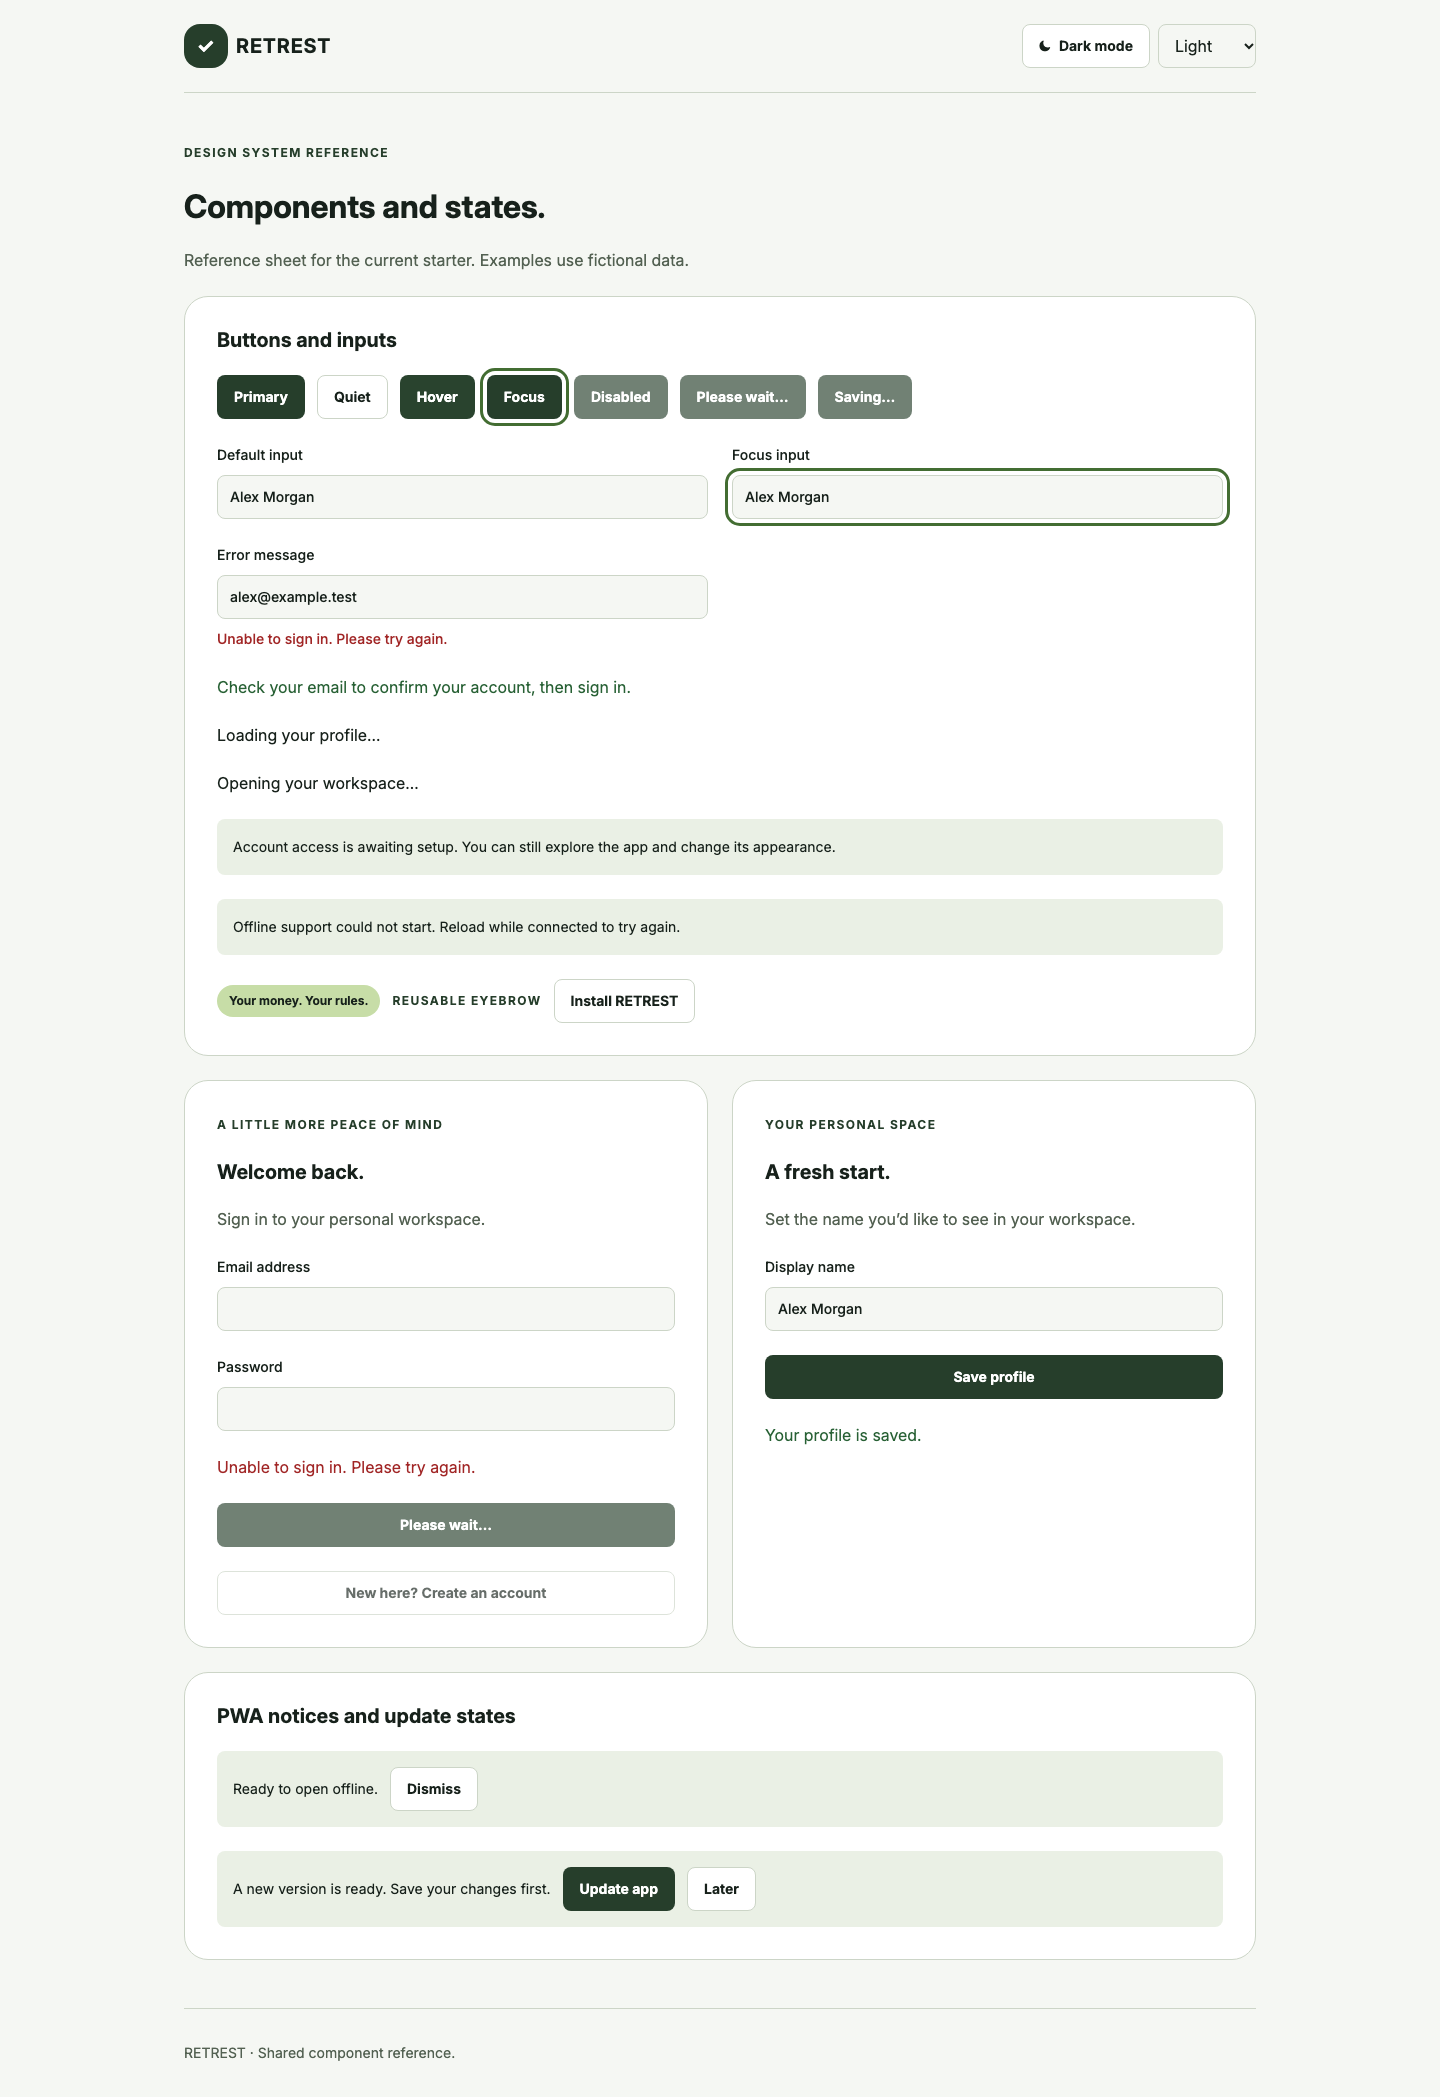 RETREST
Dark mode
Light
DESIGN SYSTEM REFERENCE
Components and states.
Reference sheet for the current starter. Examples use fictional data.
Buttons and inputs
Primary
Quiet
Hover
Focus
Disabled
Please wait…
Saving…
Default input
Alex Morgan
Focus input
Alex Morgan
Error message
alex@example.test
Unable to sign in. Please try again.
Check your email to confirm your account, then sign in.
Loading your profile…
Opening your workspace…
Account access is awaiting setup. You can still explore the app and change its appearance.
Offline support could not start. Reload while connected to try again.
Your money. Your rules.
REUSABLE EYEBROW
Install RETREST
A LITTLE MORE PEACE OF MIND
Welcome back.
Sign in to your personal workspace.
Email address
Password
Unable to sign in. Please try again.
Please wait…
New here? Create an account
YOUR PERSONAL SPACE
A fresh start.
Set the name you’d like to see in your workspace.
Display name
Alex Morgan
Save profile
Your profile is saved.
PWA notices and update states
Ready to open offline.
Dismiss
A new version is ready. Save your changes first.
Update app
Later
RETREST · Shared component reference.